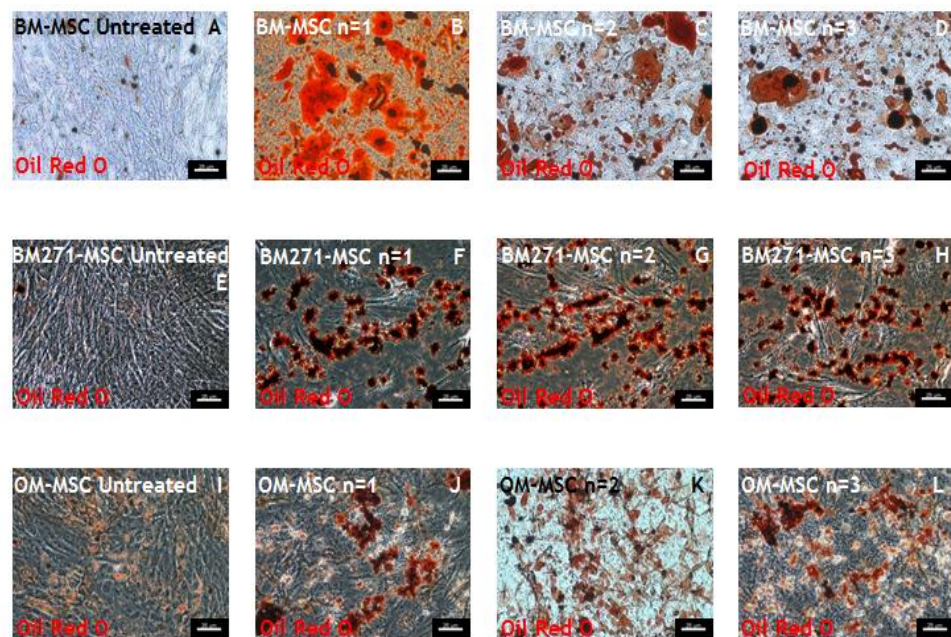 BM-MSC Untreated A
Oil Red O
BM-MSC n=1 B
Oil Red O
BM-MSC n=2 C
Oil Red O
BM-MSC n=3 D
Oil Red O
BM271-MSC Untreated
E
Oil Red O
BM271-MSC n=1 F
Oil Red O
BM271-MSC n=2 G
Oil Red O
BM271-MSC n=3 H
Oil Red O
OM-MSC Untreated I
Oil Red O
OM-MSC n=1 J
Oil Red O
OM-MSC n=2 K
Oil Red O
OM-MSC n=3 L
Oil Red O